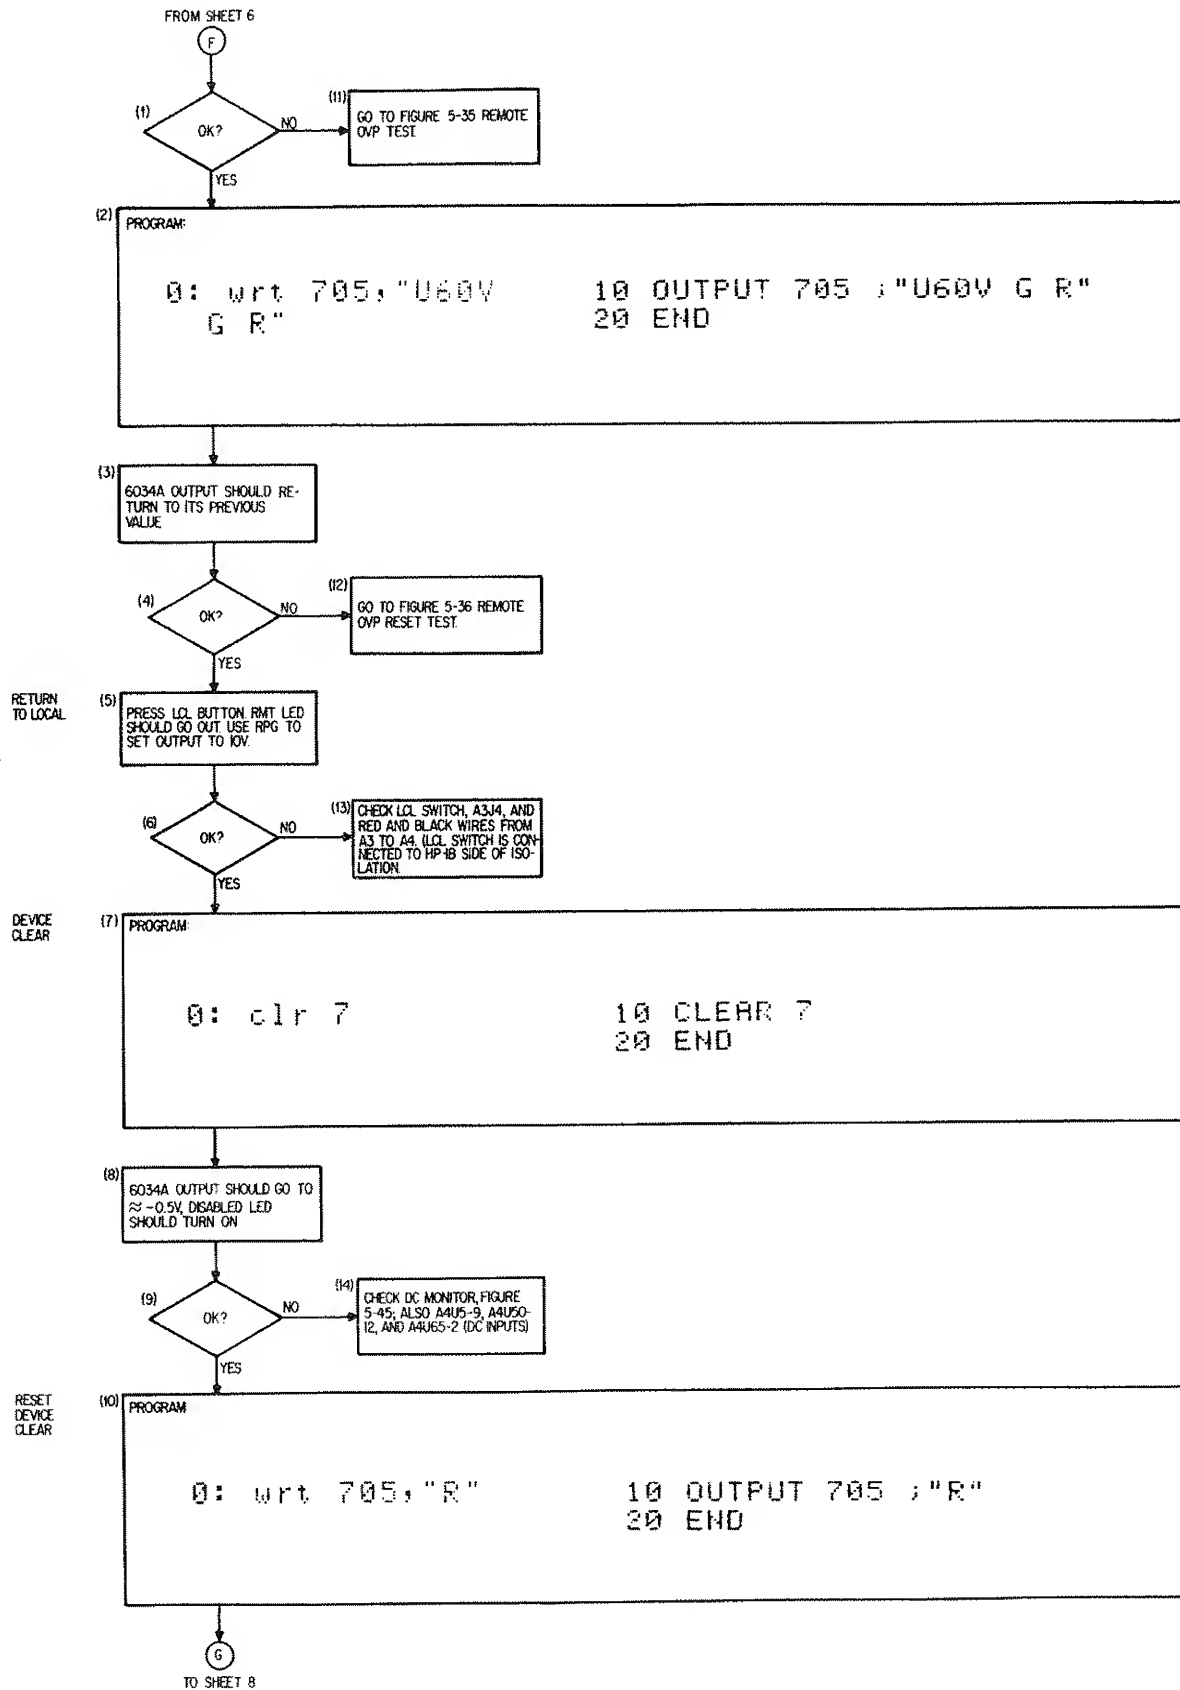 FROM SHEET 6
F
(1)
OK?
NO
YES
(11)
GO TO FIGURE 5-35 REMOTE
OVP TEST.
(2)
PROGRAM:
0: wrt 705,"U60V
G R"
10 OUTPUT 705 ;"U60V G R"
20 END
(3)
6034A OUTPUT SHOULD RE-
TURN TO ITS PREVIOUS
VALUE
(4)
OK?
NO
YES
(12)
GO TO FIGURE 5-36 REMOTE
OVP RESET TEST.
RETURN
TO LOCAL
(5)
PRESS LCL BUTTON. RMT LED
SHOULD GO OUT. USE RPG TO
SET OUTPUT TO 10V.
(6)
OK?
NO
YES
(13)
CHECK LCL SWITCH, A3J4, AND
RED AND BLACK WIRES FROM
A3 TO A4. (LCL SWITCH IS CON-
NECTED TO HP-IB SIDE OF ISO-
LATION.
DEVICE
CLEAR
(7)
PROGRAM:
0: clr 7
10 CLEAR 7
20 END
(8)
6034A OUTPUT SHOULD GO TO
≈ -0.5V, DISABLED LED
SHOULD TURN ON
(9)
OK?
NO
YES
(14)
CHECK DC MONITOR, FIGURE
5-45; ALSO A4U5-9, A4U50-
12, AND A4U65-2 (DC INPUTS)
RESET
DEVICE
CLEAR
(10)
PROGRAM
0: wrt 705,"R"
10 OUTPUT 705 ;"R"
20 END
G
TO SHEET 8